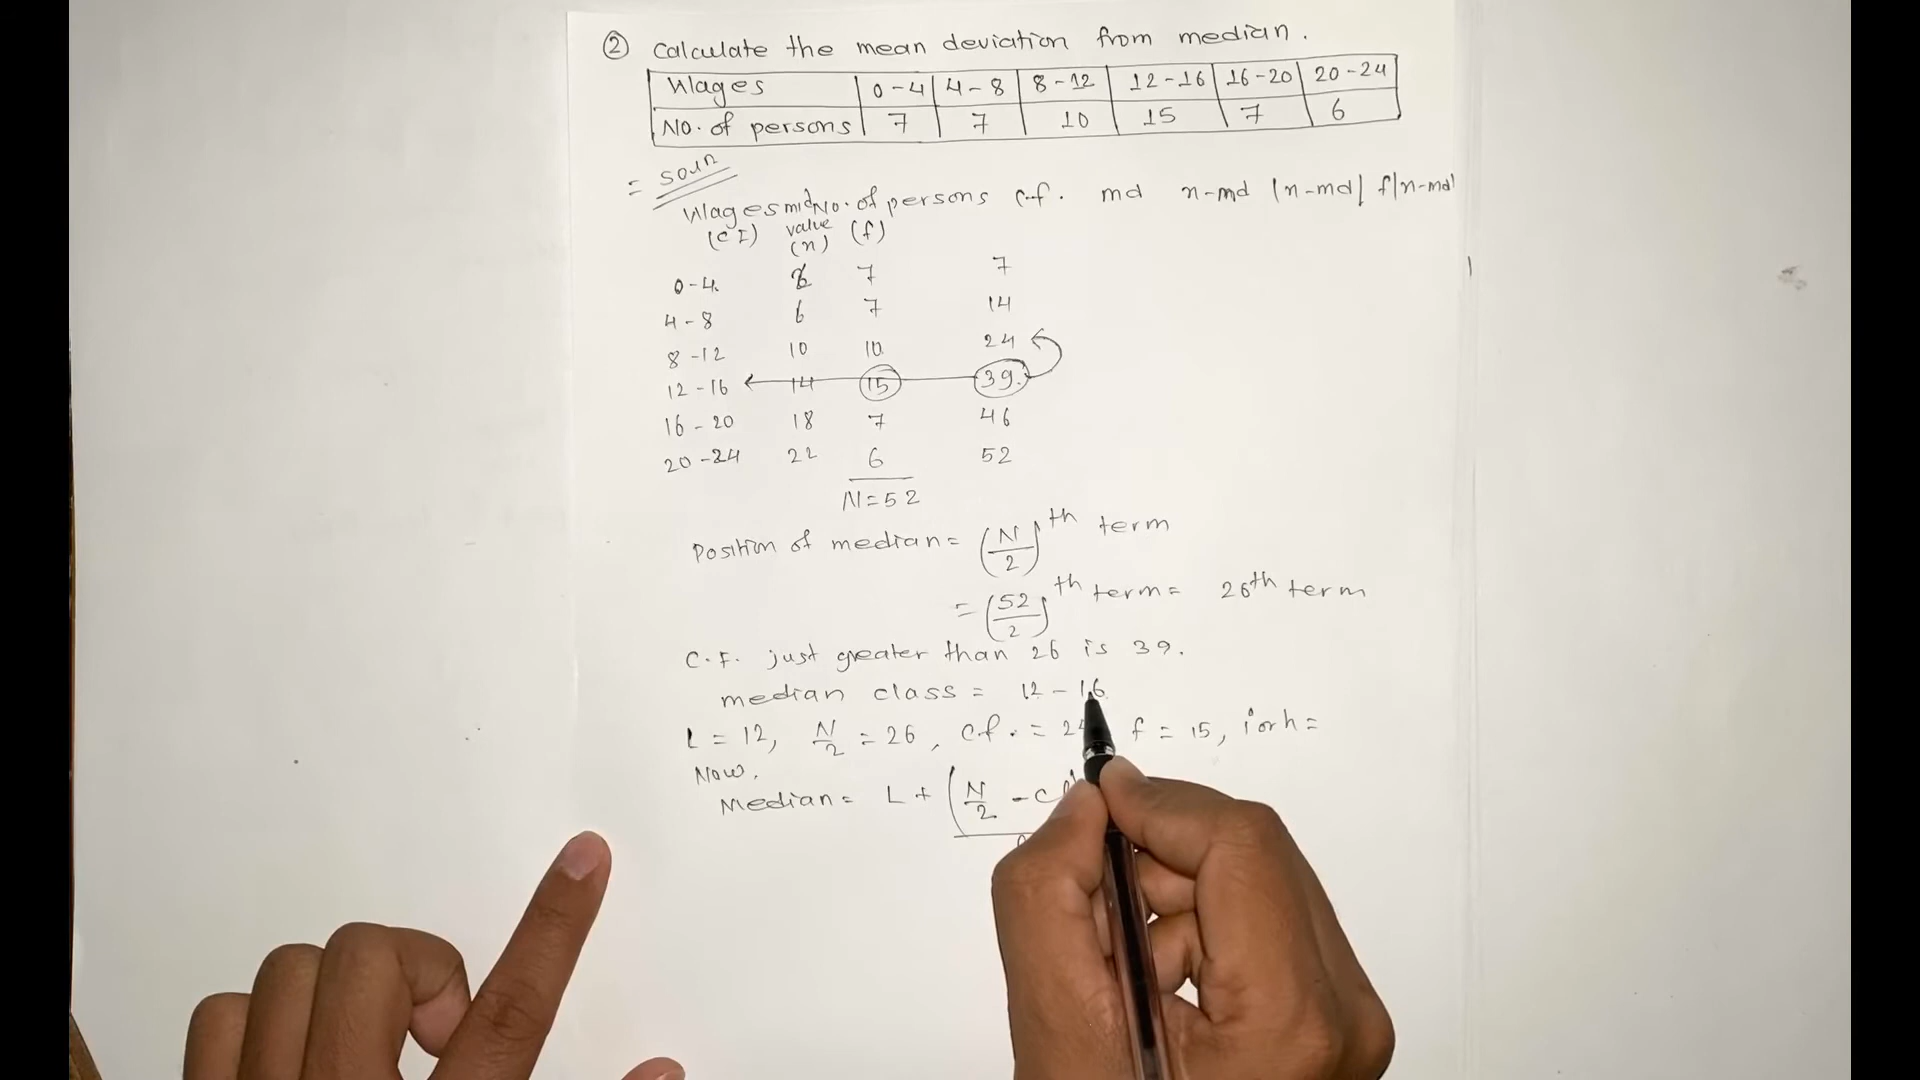 ② Calculate the mean deviation from median.
Wages 0-4 4-8 8-12 12-16 16-20 20-24
No. of persons 7 7 10 15 7 6
= Soln
Wages mid No. of persons c.f. md x-md |x-md| f|x-md|
(CI) value (x) (f)
0-4 2 7 7
4-8 6 7 14
8-12 10 10 24
12-16 14 15 39
16-20 18 7 46
20-24 22 6 52
N=52
Position of median = (N/2)th term
= (52/2)th term = 26th term
C.F. just greater than 26 is 39.
median class = 12-16
L = 12, N/2 = 26, cf. = 24 f = 15, i or h =
Now,
Median = L + (N/2 - cf)